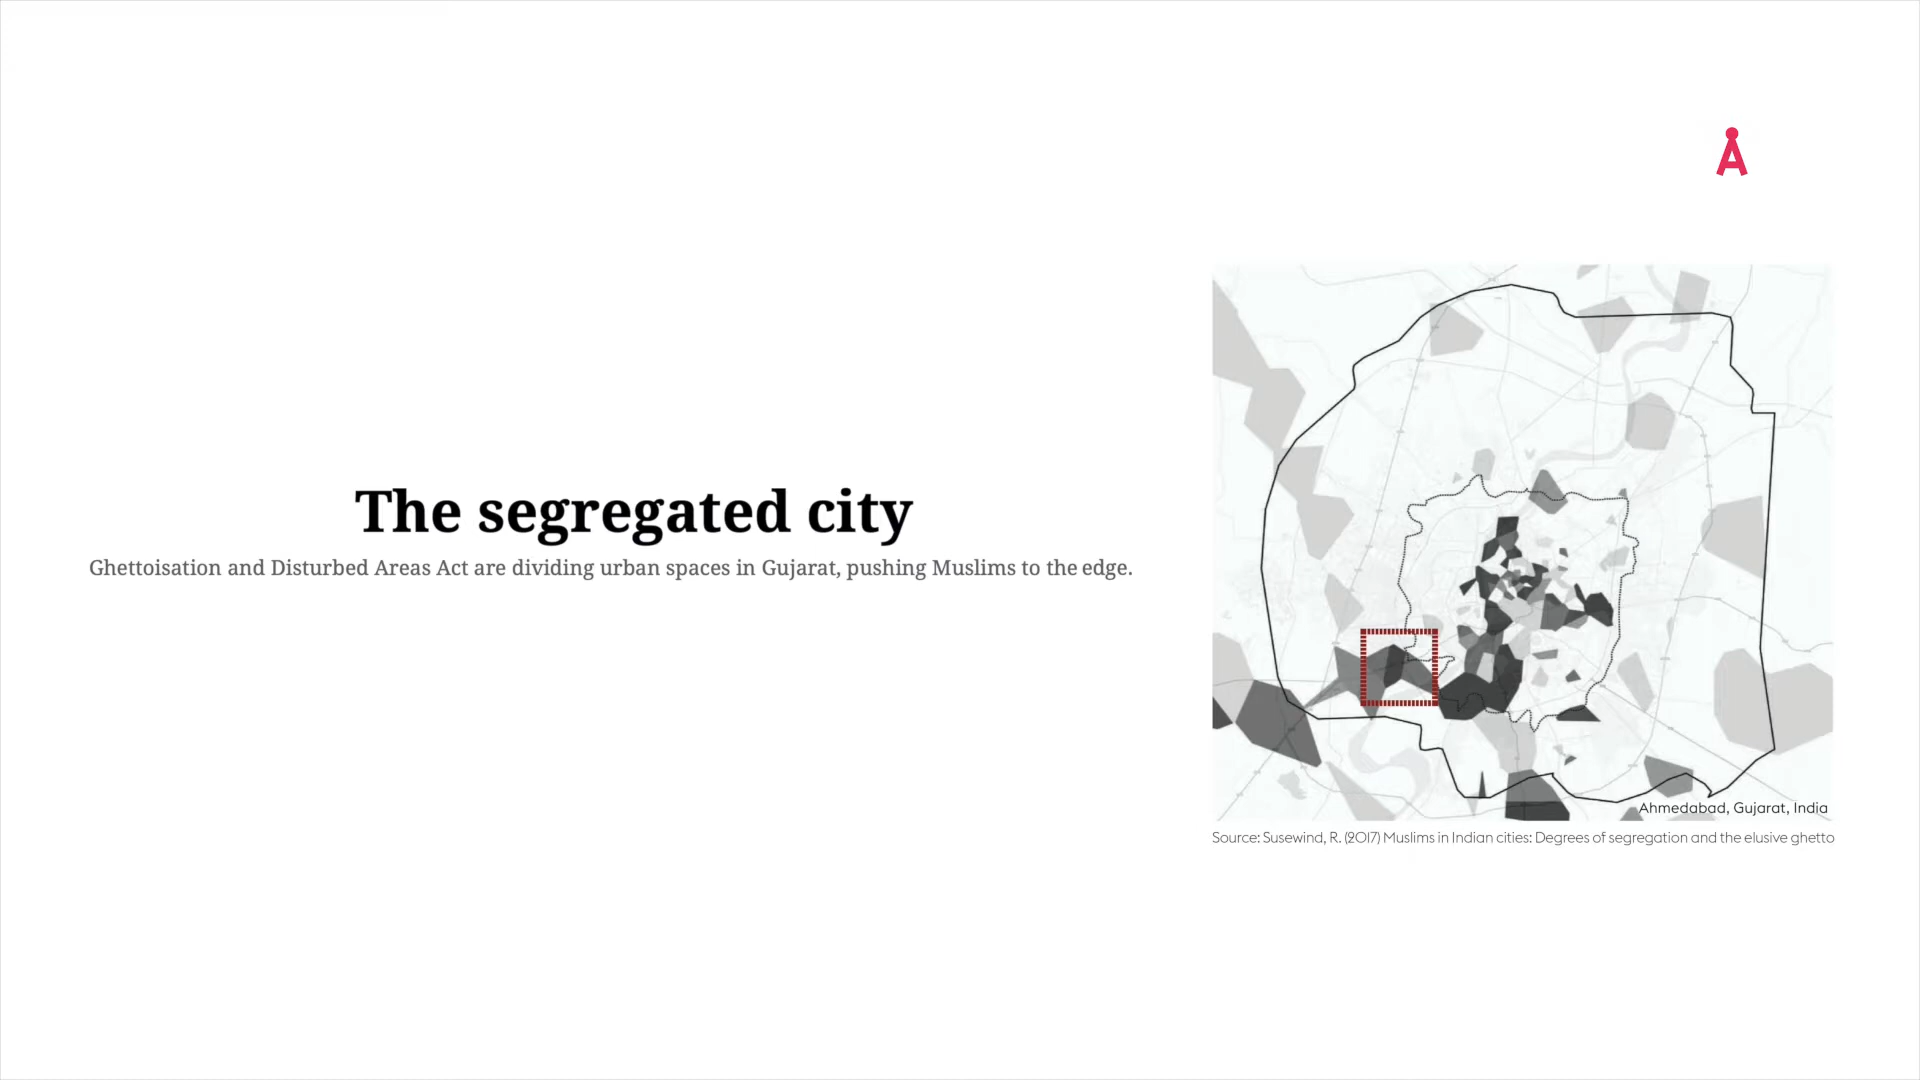 The segregated city
Ghettoisation and Disturbed Areas Act are dividing urban spaces in Gujarat, pushing Muslims to the edge.
Ahmedabad, Gujarat, India
Source: Susewind, R. (2017) Muslims in Indian cities: Degrees of segregation and the elusive ghetto